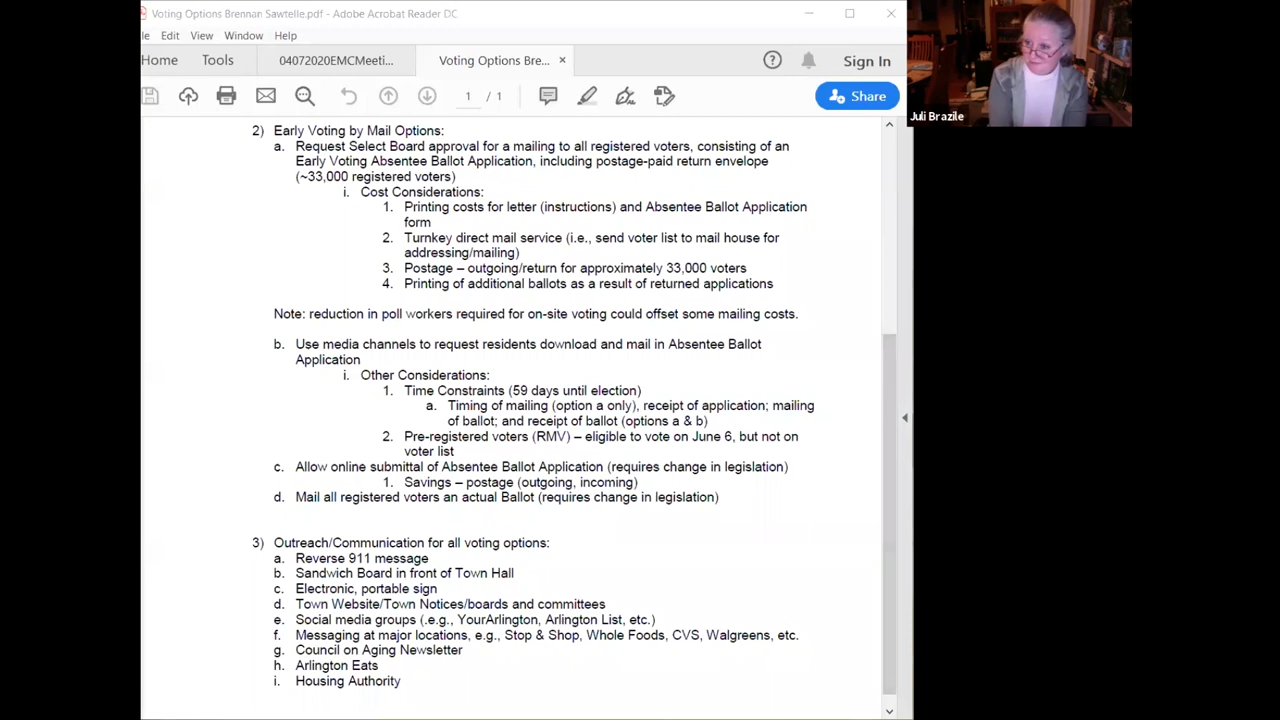 Voting Options Brennan Sawtelle.pdf - Adobe Acrobat Reader DC
le Edit View Window Help
Home Tools 04072020EMCMeeti... Voting Options Bre... × Sign In
1 / 1 Share
Juli Brazile
2) Early Voting by Mail Options:
a. Request Select Board approval for a mailing to all registered voters, consisting of an
Early Voting Absentee Ballot Application, including postage-paid return envelope
(~33,000 registered voters)
i. Cost Considerations:
1. Printing costs for letter (instructions) and Absentee Ballot Application
form
2. Turnkey direct mail service (i.e., send voter list to mail house for
addressing/mailing)
3. Postage – outgoing/return for approximately 33,000 voters
4. Printing of additional ballots as a result of returned applications
Note: reduction in poll workers required for on-site voting could offset some mailing costs.
b. Use media channels to request residents download and mail in Absentee Ballot
Application
i. Other Considerations:
1. Time Constraints (59 days until election)
a. Timing of mailing (option a only), receipt of application; mailing
of ballot; and receipt of ballot (options a & b)
2. Pre-registered voters (RMV) – eligible to vote on June 6, but not on
voter list
c. Allow online submittal of Absentee Ballot Application (requires change in legislation)
1. Savings – postage (outgoing, incoming)
d. Mail all registered voters an actual Ballot (requires change in legislation)
3) Outreach/Communication for all voting options:
a. Reverse 911 message
b. Sandwich Board in front of Town Hall
c. Electronic, portable sign
d. Town Website/Town Notices/boards and committees
e. Social media groups (.e.g., YourArlington, Arlington List, etc.)
f. Messaging at major locations, e.g., Stop & Shop, Whole Foods, CVS, Walgreens, etc.
g. Council on Aging Newsletter
h. Arlington Eats
i. Housing Authority